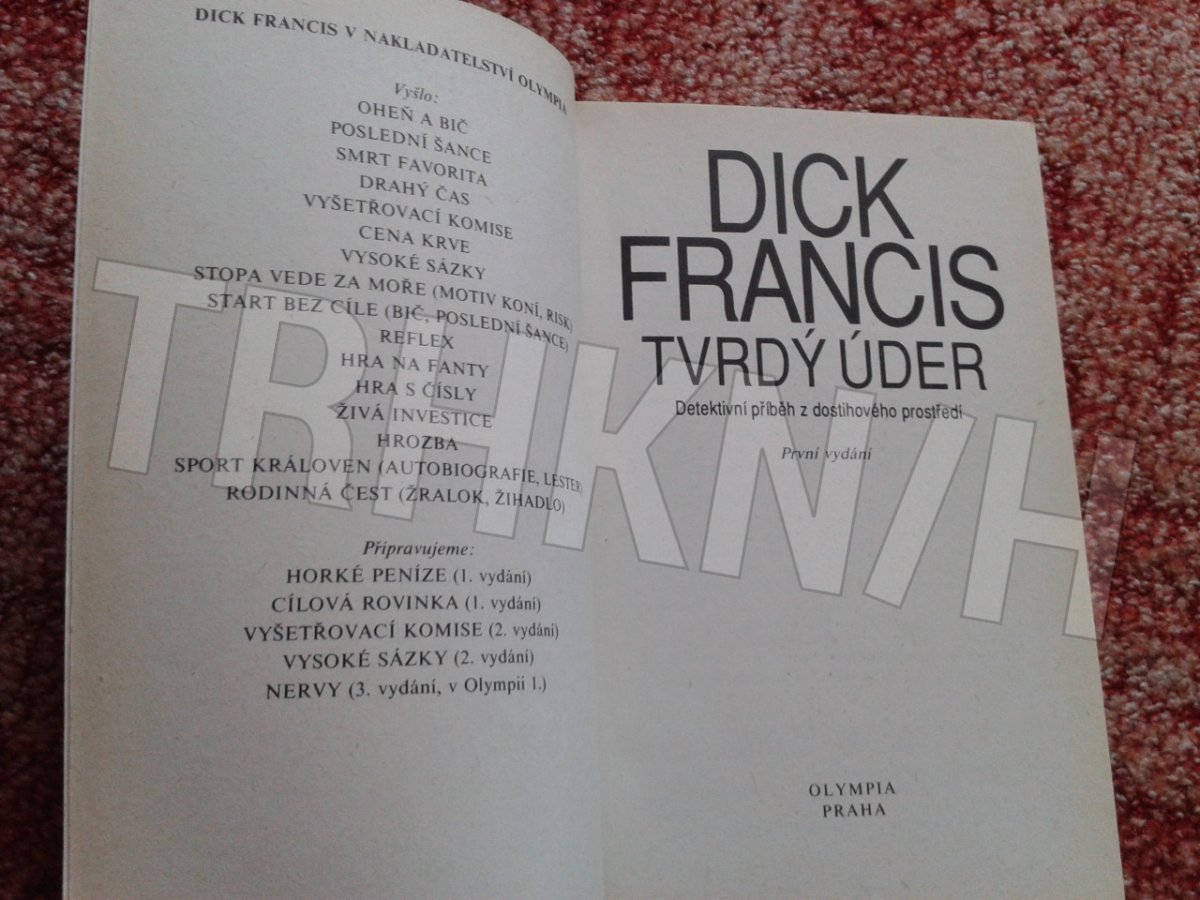 DICK FRANCIS V NAKLADATELSTVÍ OLYMPIA
Vyšlo:
OHEŇ A BIČ
POSLEDNÍ ŠANCE
SMRT FAVORITA
DRAHÝ ČAS
VYŠETŘOVACÍ KOMISE
CENA KRVE
VYSOKÉ SÁZKY
STOPA VEDE ZA MOŘE (MOTIV KONÍ, RISK)
START BEZ CÍLE (BIČ, POSLEDNÍ ŠANCE)
REFLEX
HRA NA FANTY
HRA S ČÍSLY
ŽIVÁ INVESTICE
HROZBA
SPORT KRÁLOVEN (AUTOBIOGRAFIE, LESTER)
RODINNÁ ČEST (ŽRALOK, ŽIHADLO)
Připravujeme:
HORKÉ PENÍZE (1. vydání)
CÍLOVÁ ROVINKA (1. vydání)
VYŠETŘOVACÍ KOMISE (2. vydání)
VYSOKÉ SÁZKY (2. vydání)
NERVY (3. vydání, v Olympii 1.)
DICK
FRANCIS
TVRDÝ ÚDER
Detektivní příběh z dostihového prostředí
První vydání
OLYMPIA
PRAHA
TRHKNIH